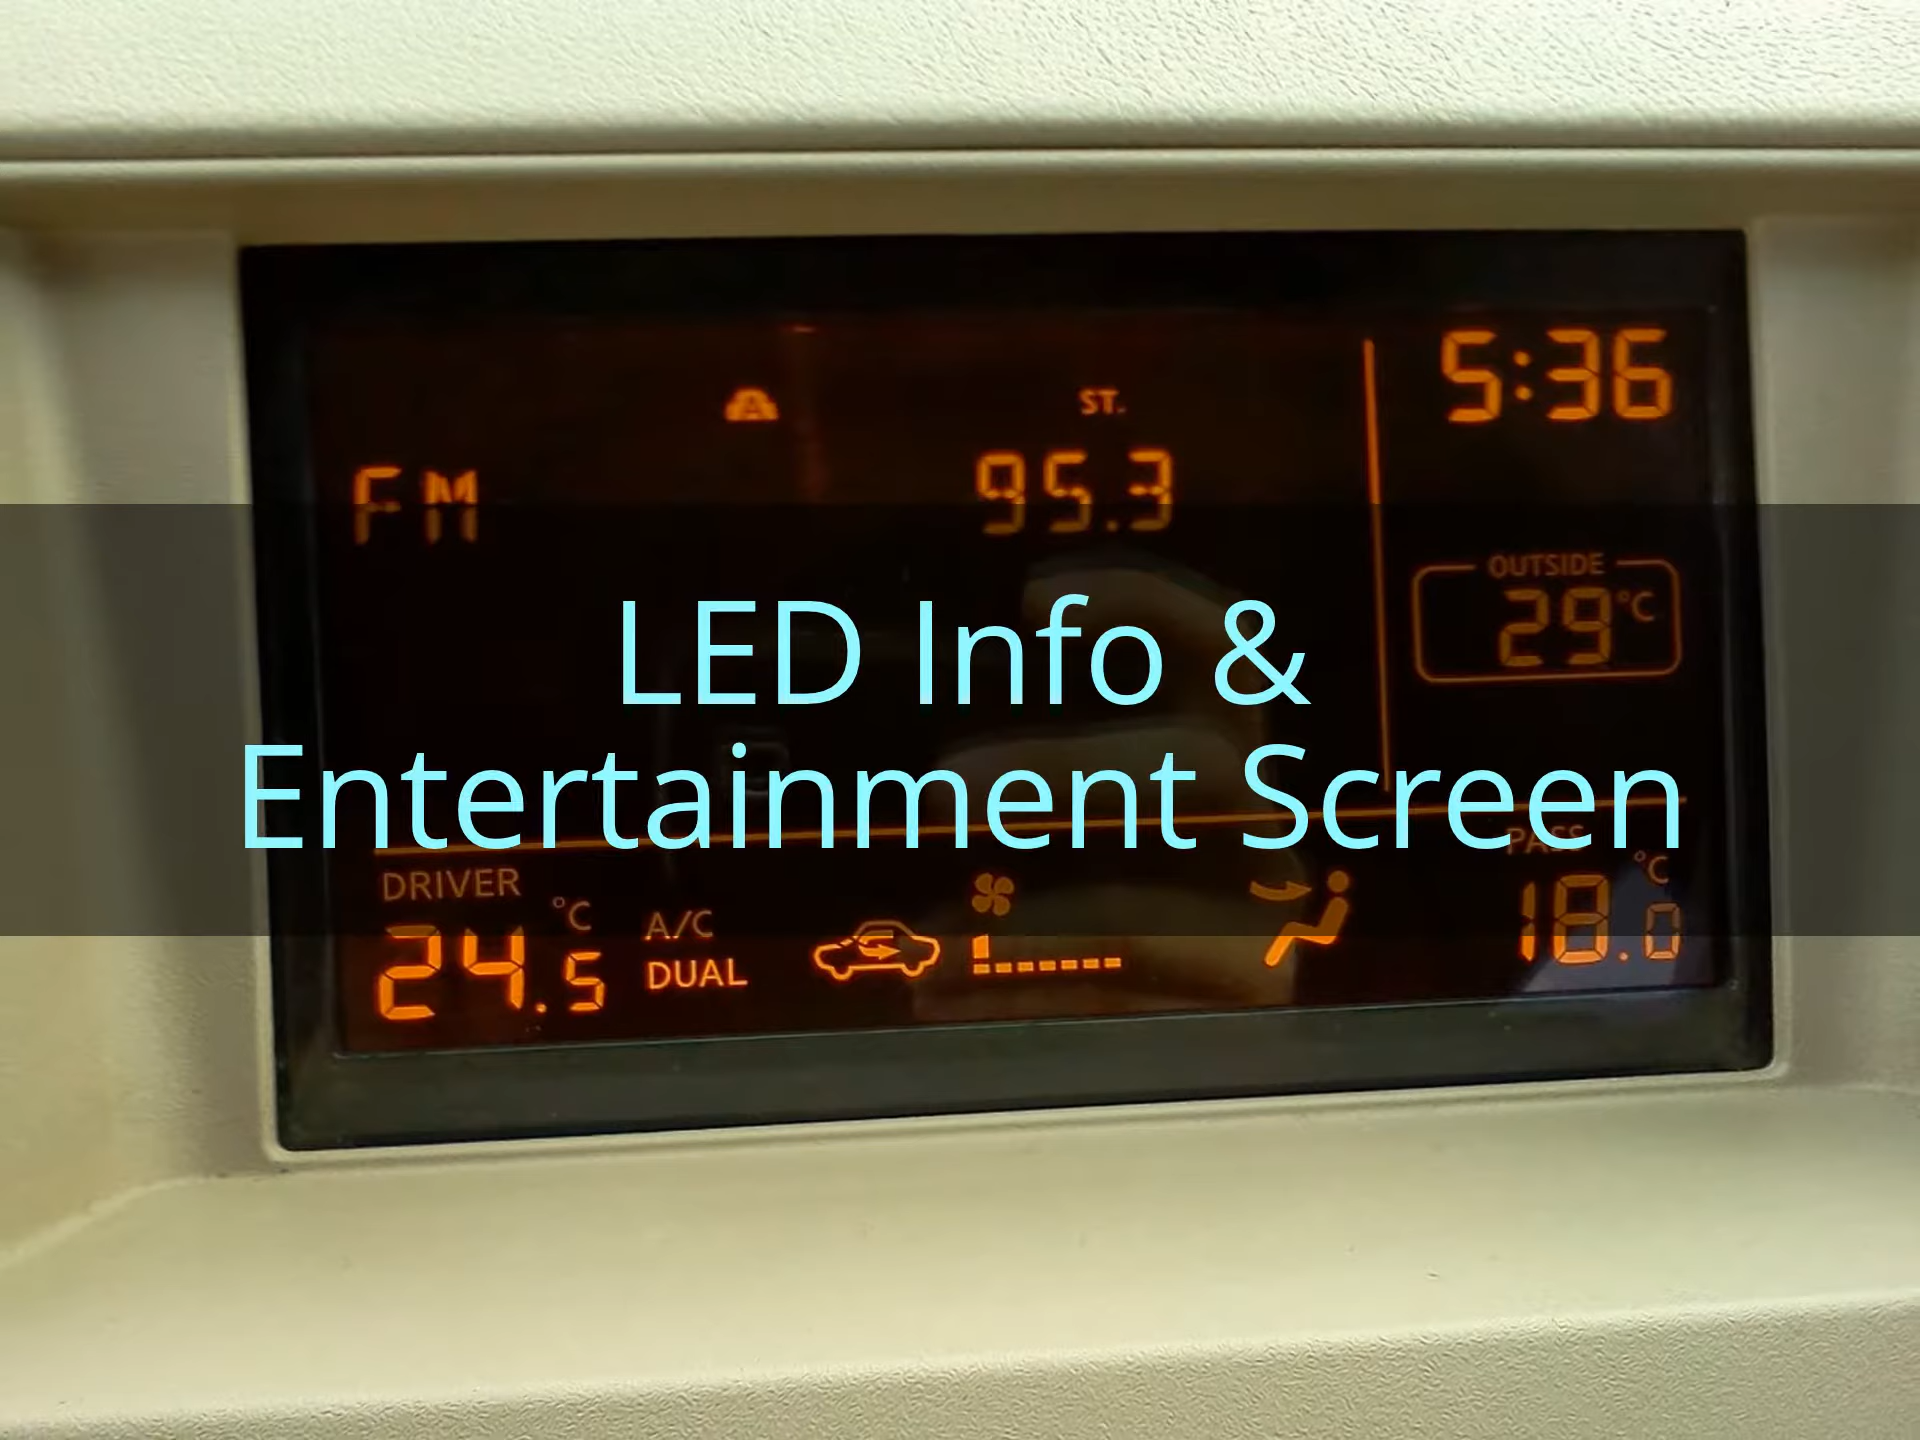 5:36
ST.
FM 95.3
OUTSIDE
29°C
LED Info &
Entertainment Screen
DRIVER PASS
24.5°C A/C 18.0°C
DUAL